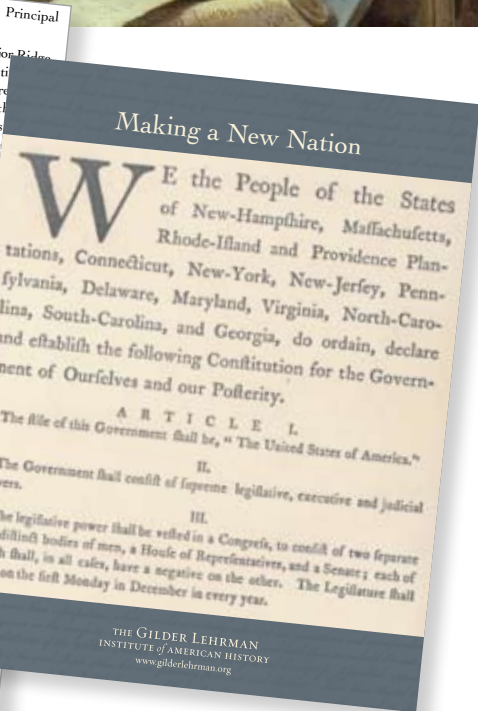 Principal
for Ridge
Making a New Nation
WE the People of the States
of New-Hampſhire, Maſſachuſetts,
Rhode-Iſland and Providence Plan-
tations, Connecticut, New-York, New-Jerſey, Penn-
ſylvania, Delaware, Maryland, Virginia, North-Caro-
lina, South-Carolina, and Georgia, do ordain, declare
and eſtabliſh the following Conſtitution for the Govern-
ment of Ourſelves and our Poſterity.
ARTICLE I.
The ſtile of this Government ſhall be, “ The United States of America.”
II.
The Government ſhall conſiſt of ſupreme legiſlative, executive and judicial
III.
The legiſlative power ſhall be veſted in a Congreſs, to conſiſt of two ſeparate
diſtinct bodies of men, a Houſe of Repreſentatives, and a Senate; each of
ſhall, in all caſes, have a negative on the other. The Legiſlature ſhall
on the firſt Monday in December in every year.
THE GILDER LEHRMAN
INSTITUTE of AMERICAN HISTORY
www.gilderlehrman.org